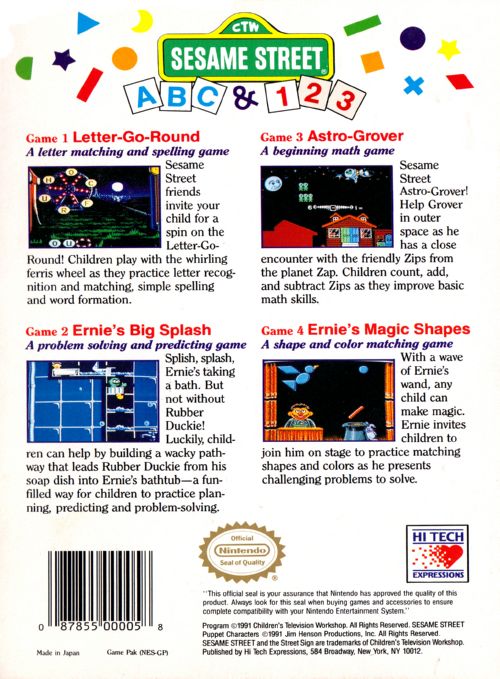 CTW
SESAME STREET
ABC & 123
Game 1 Letter-Go-Round
A letter matching and spelling game
Sesame
Street
friends
invite your
child for a
spin on the
Letter-Go-
Round! Children play with the whirling
ferris wheel as they practice letter recog-
nition and matching, simple spelling
and word formation.
Game 2 Ernie's Big Splash
A problem solving and predicting game
Splish, splash,
Ernie's taking
a bath. But
not without
Rubber
Duckie!
Luckily, child-
ren can help by building a wacky path-
way that leads Rubber Duckie from his
soap dish into Ernie's bathtub—a fun-
filled way for children to practice plan-
ning, predicting and problem-solving.
Game 3 Astro-Grover
A beginning math game
Sesame
Street
Astro-Grover!
Help Grover
in outer
space as he
has a close
encounter with the friendly Zips from
the planet Zap. Children count, add,
and subtract Zips as they improve basic
math skills.
Game 4 Ernie's Magic Shapes
A shape and color matching game
With a wave
of Ernie's
wand, any
child can
make magic.
Ernie invites
children to
join him on stage to practice matching
shapes and colors as he presents
challenging problems to solve.
Official
Nintendo
Seal of Quality
HI TECH
EXPRESSIONS
"This official seal is your assurance that Nintendo has approved the quality of this
product. Always look for this seal when buying games and accessories to ensure
complete compatibility with your Nintendo Entertainment System."
0 87855 00005 8
Made in Japan Game Pak (NES-GP)
Program ©1991 Children's Television Workshop. All Rights Reserved. SESAME STREET
Puppet Characters ©1991 Jim Henson Productions, Inc. All Rights Reserved.
SESAME STREET and the Street Sign are trademarks of Children's Television Workshop.
Published by Hi Tech Expressions, 584 Broadway, New York, NY 10012.